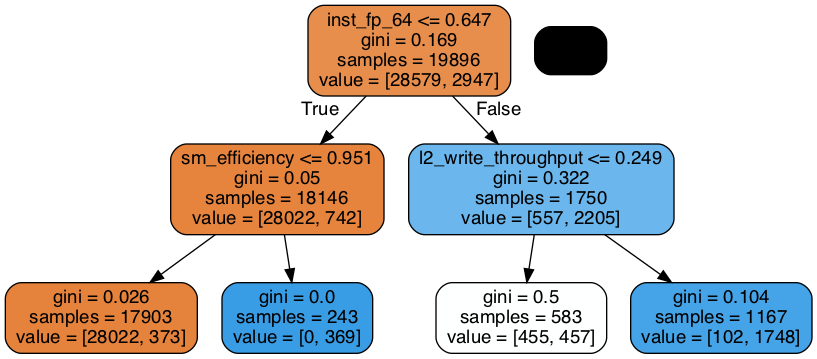 inst_fp_64 <= 0.647
gini = 0.169
samples = 19896
value = [28579, 2947]
True
False
sm_efficiency <= 0.951
gini = 0.05
samples = 18146
value = [28022, 742]
l2_write_throughput <= 0.249
gini = 0.322
samples = 1750
value = [557, 2205]
gini = 0.026
samples = 17903
value = [28022, 373]
gini = 0.0
samples = 243
value = [0, 369]
gini = 0.5
samples = 583
value = [455, 457]
gini = 0.104
samples = 1167
value = [102, 1748]